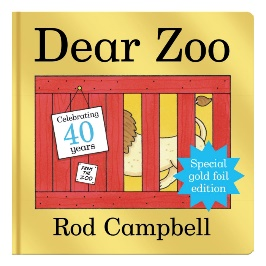 Dear Zoo
Celebrating
40
years
FROM
THE
ZOO
Special
gold foil
edition
Rod Campbell